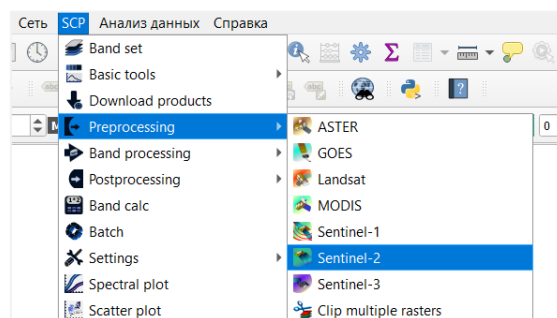 Сеть SCP Анализ данных Справка
Band set
Basic tools
Download products
Preprocessing
Band processing
Postprocessing
Band calc
Batch
Settings
Spectral plot
Scatter plot
ASTER
GOES
Landsat
MODIS
Sentinel-1
Sentinel-2
Sentinel-3
Clip multiple rasters
0